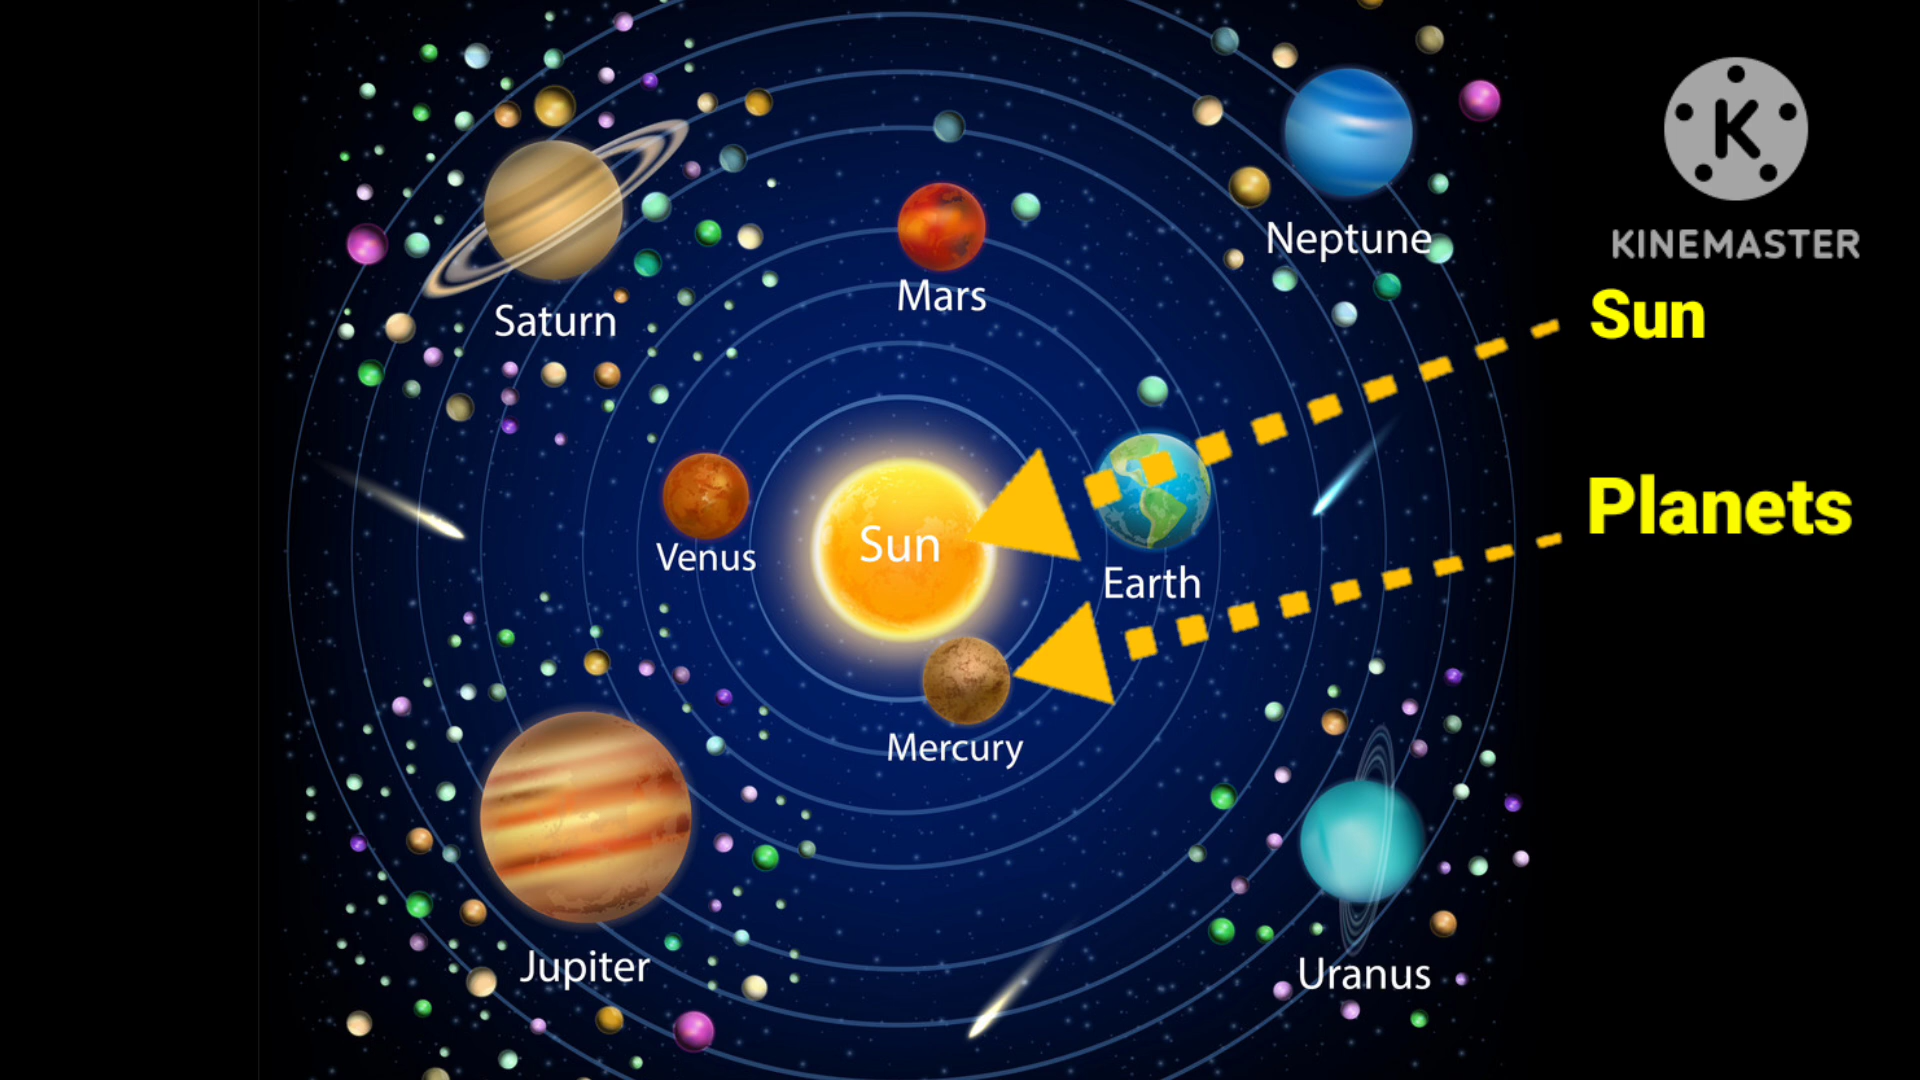 Neptune
K
KINEMASTER
Mars
Saturn
Sun
Planets
Venus
Sun
Earth
Mercury
Jupiter
Uranus